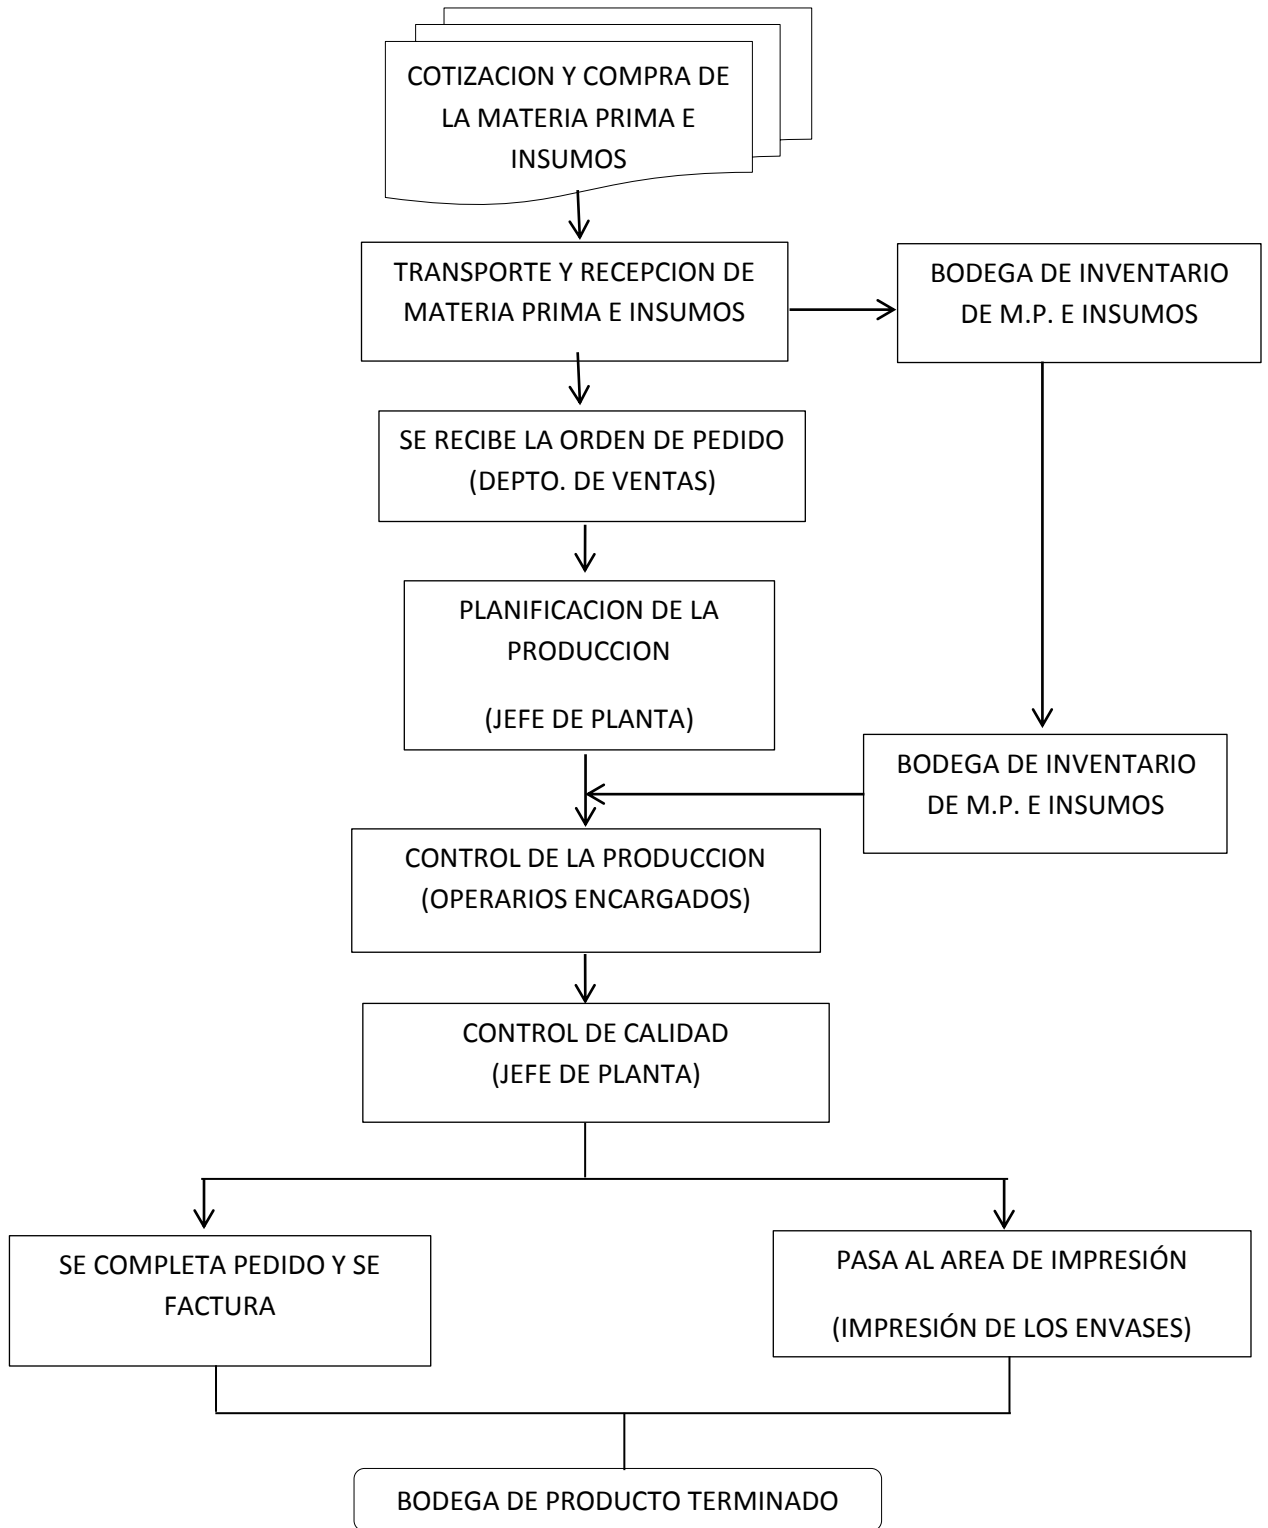 COTIZACION Y COMPRA DE
LA MATERIA PRIMA E
INSUMOS
TRANSPORTE Y RECEPCION DE
MATERIA PRIMA E INSUMOS
BODEGA DE INVENTARIO
DE M.P. E INSUMOS
SE RECIBE LA ORDEN DE PEDIDO
(DEPTO. DE VENTAS)
PLANIFICACION DE LA
PRODUCCION
(JEFE DE PLANTA)
BODEGA DE INVENTARIO
DE M.P. E INSUMOS
CONTROL DE LA PRODUCCION
(OPERARIOS ENCARGADOS)
CONTROL DE CALIDAD
(JEFE DE PLANTA)
SE COMPLETA PEDIDO Y SE
FACTURA
PASA AL AREA DE IMPRESIÓN
(IMPRESIÓN DE LOS ENVASES)
BODEGA DE PRODUCTO TERMINADO